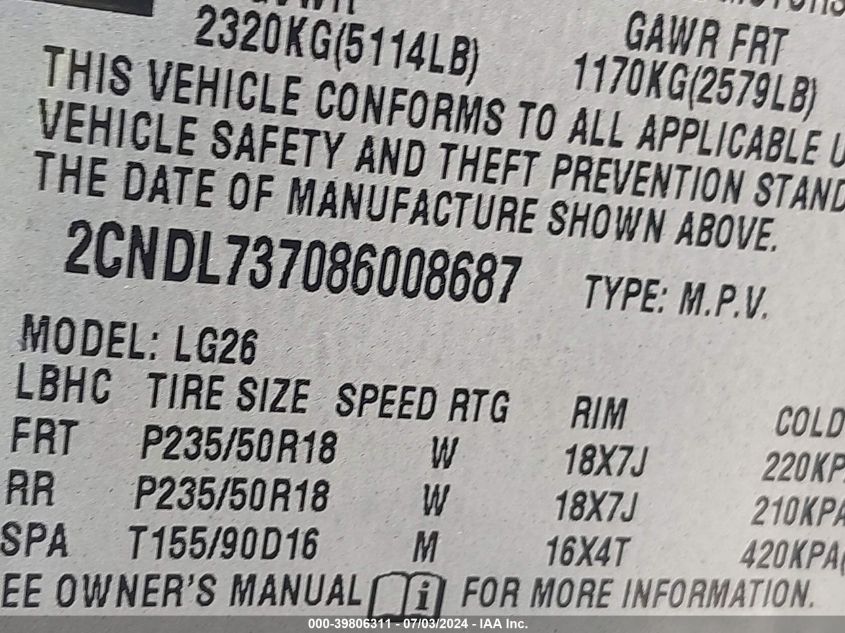 2320KG(5114LB) GAWR FRT
1170KG(2579LB)
THIS VEHICLE CONFORMS TO ALL APPLICABLE
VEHICLE SAFETY AND THEFT PREVENTION STAND
THE DATE OF MANUFACTURE SHOWN ABOVE.
2CNDL737086008687 TYPE: M.P.V.
MODEL: LG26
LBHC TIRE SIZE SPEED RTG RIM COLD
FRT P235/50R18 W 18X7J 220KP
RR P235/50R18 W 18X7J 210KPA
SPA T155/90D16 M 16X4T 420KPA(
EE OWNER'S MANUAL i FOR MORE INFORMATION.
000-39806311 - 07/03/2024 - IAA Inc.